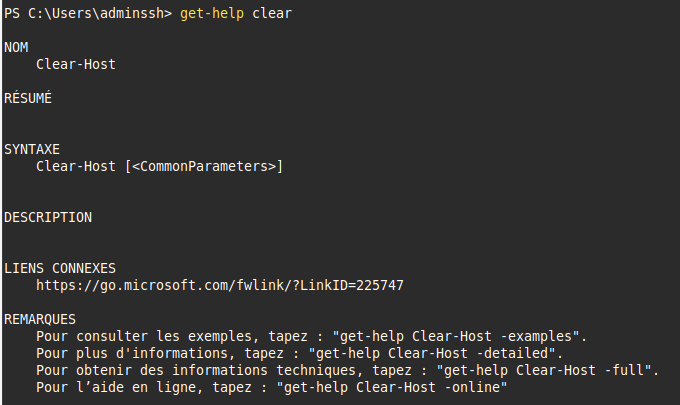 PS C:\Users\adminssh> get-help clear
NOM
Clear-Host
RÉSUMÉ
SYNTAXE
Clear-Host [<CommonParameters>]
DESCRIPTION
LIENS CONNEXES
https://go.microsoft.com/fwlink/?LinkID=225747
REMARQUES
Pour consulter les exemples, tapez : "get-help Clear-Host -examples".
Pour plus d'informations, tapez : "get-help Clear-Host -detailed".
Pour obtenir des informations techniques, tapez : "get-help Clear-Host -full".
Pour l’aide en ligne, tapez : "get-help Clear-Host -online"